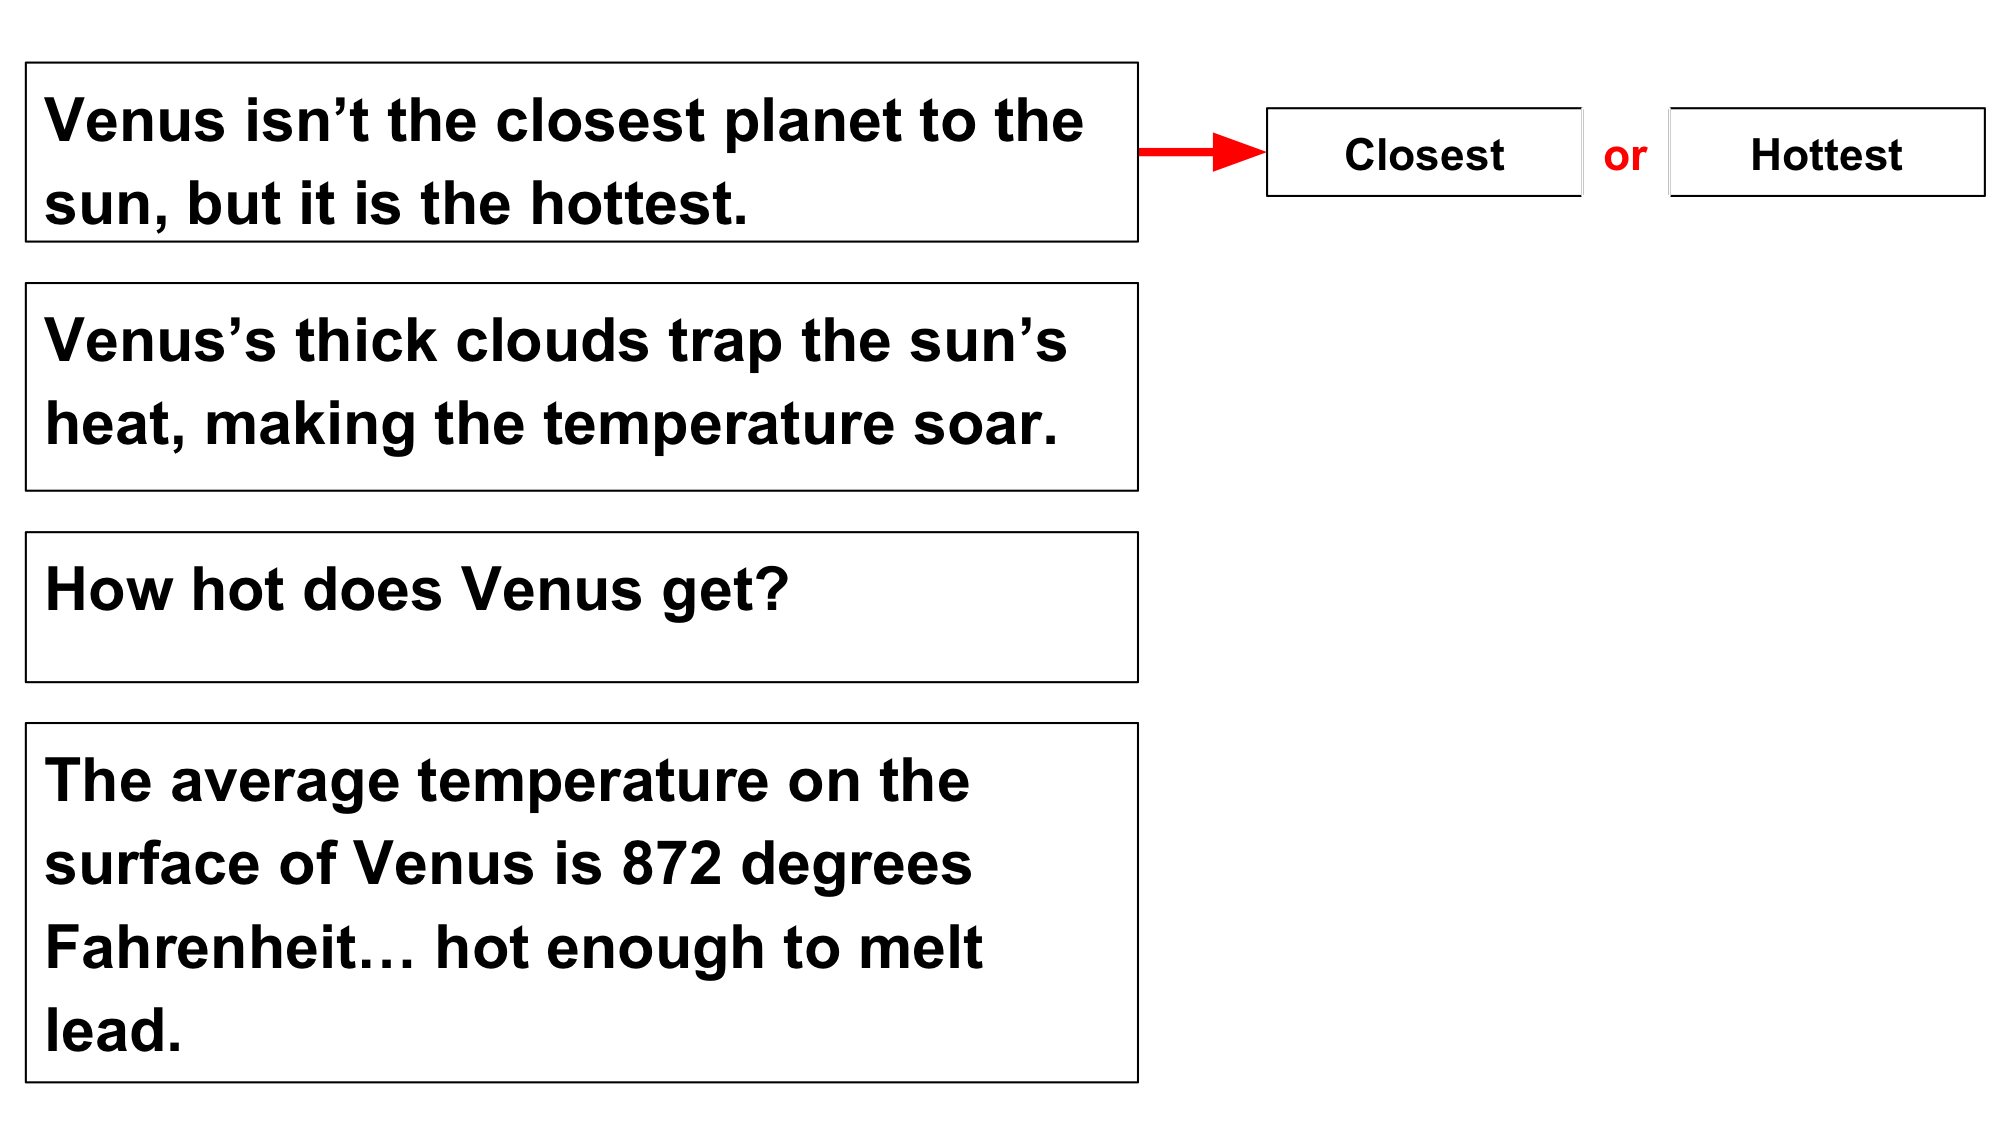 Venus isn’t the closest planet to the
sun, but it is the hottest.
Closest or Hottest
Venus’s thick clouds trap the sun’s
heat, making the temperature soar.
How hot does Venus get?
The average temperature on the
surface of Venus is 872 degrees
Fahrenheit… hot enough to melt
lead.